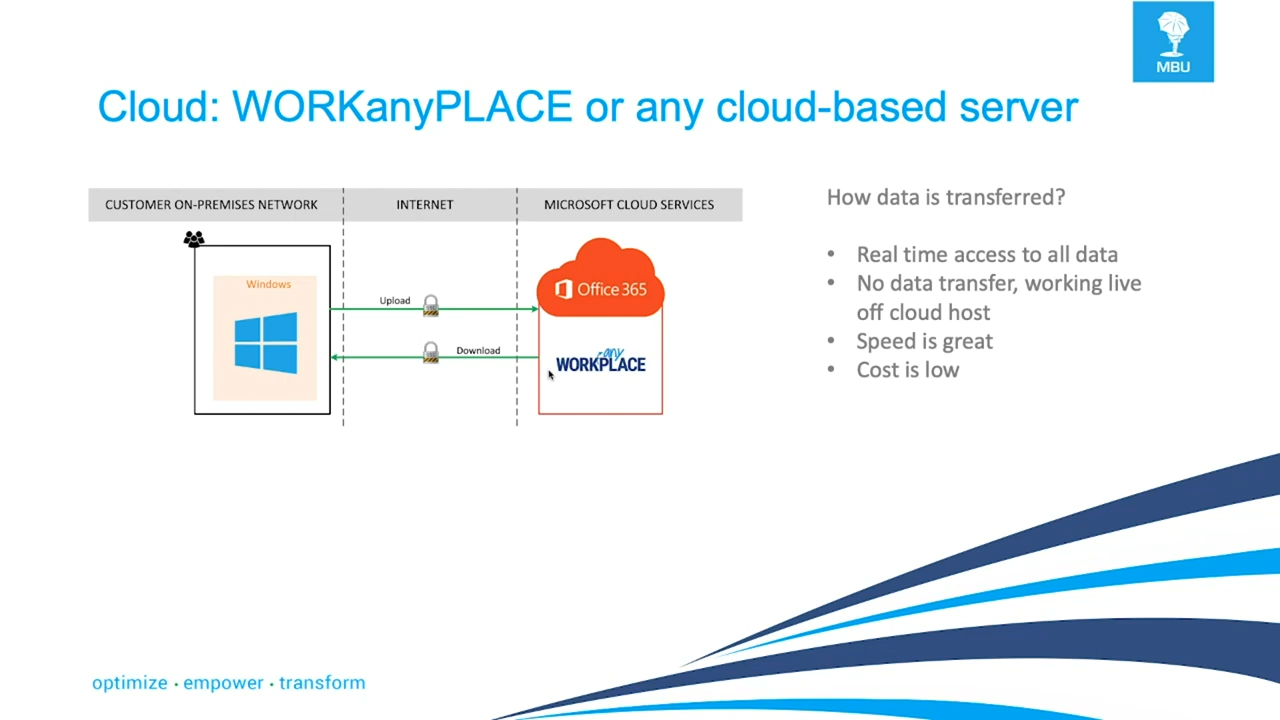 MBU
Cloud: WORKanyPLACE or any cloud-based server
CUSTOMER ON-PREMISES NETWORK
INTERNET
MICROSOFT CLOUD SERVICES
Windows
Upload
Download
Office 365
any
WORKPLACE
How data is transferred?
• Real time access to all data
• No data transfer, working live
off cloud host
• Speed is great
• Cost is low
optimize • empower • transform